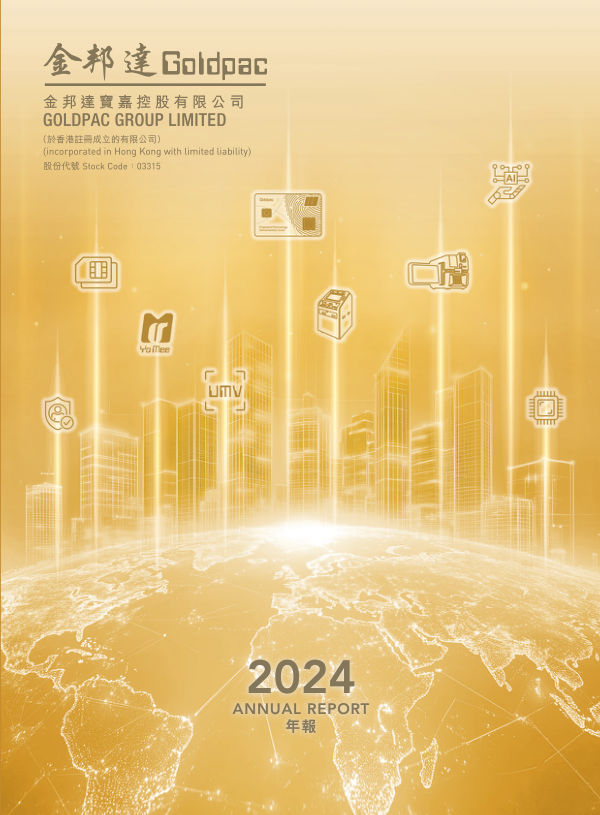 金邦達 Goldpac
金邦達寶嘉控股有限公司
GOLDPAC GROUP LIMITED
(於香港註冊成立的有限公司)
(incorporated in Hong Kong with limited liability)
股份代號 Stock Code : 03315
AI
Goldpac
YoMee
UMV
2024
ANNUAL REPORT
年報